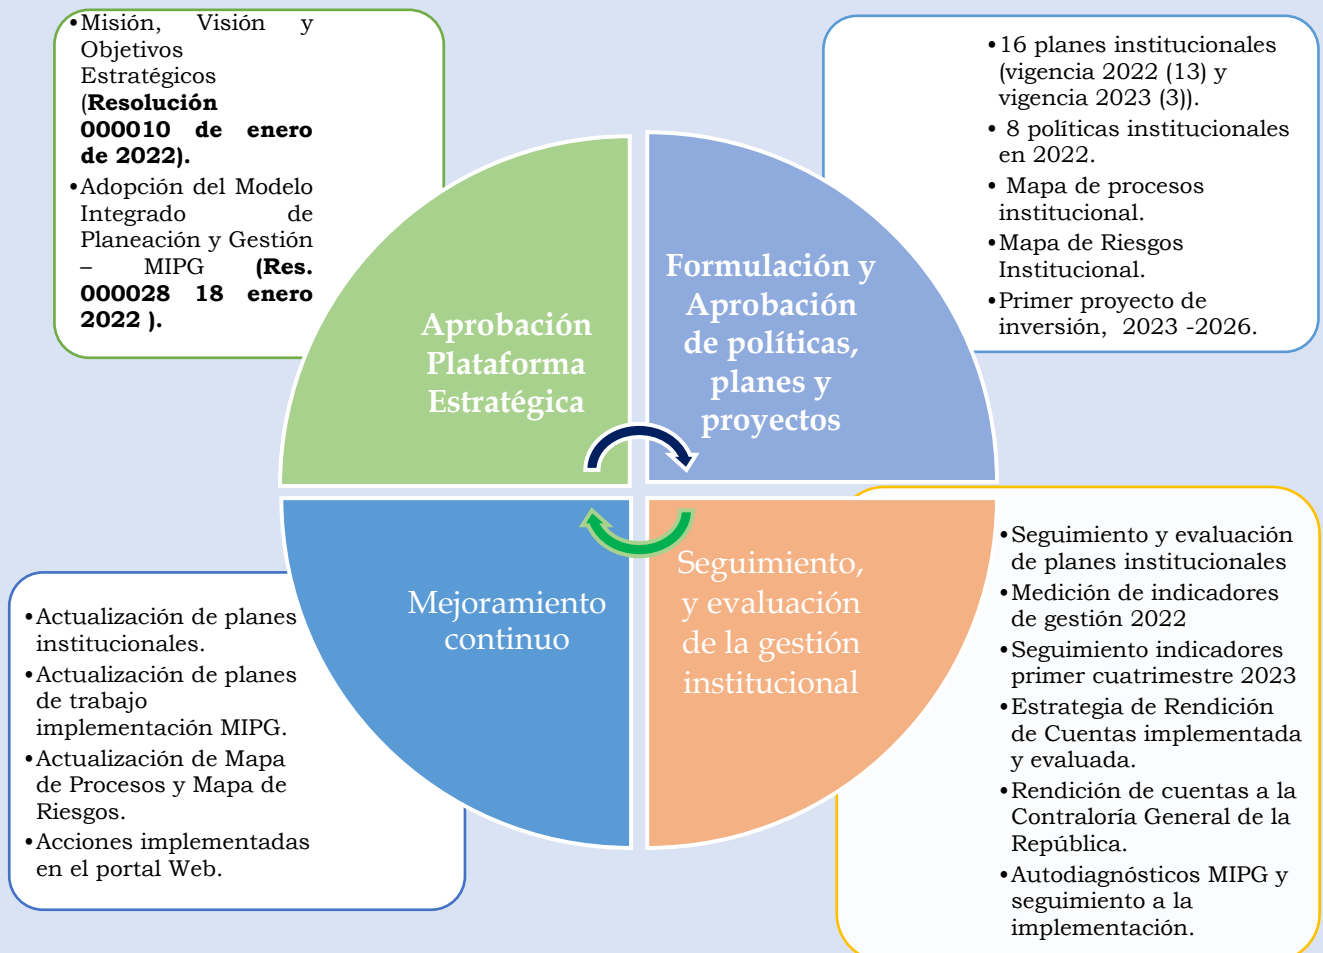 •Misión, Visión y
Objetivos
Estratégicos
(Resolución
000010 de enero
de 2022).
•Adopción del Modelo
Integrado de
Planeación y Gestión
– MIPG (Res.
000028 18 enero
2022 ).
•16 planes institucionales
(vigencia 2022 (13) y
vigencia 2023 (3)).
• 8 políticas institucionales
en 2022.
• Mapa de procesos
institucional.
•Mapa de Riesgos
Institucional.
•Primer proyecto de
inversión, 2023 -2026.
Aprobación
Plataforma
Estratégica
Formulación y
Aprobación
de políticas,
planes y
proyectos
Mejoramiento
continuo
Seguimiento,
y evaluación
de la gestión
institucional
•Actualización de planes
institucionales.
•Actualización de planes
de trabajo
implementación MIPG.
•Actualización de Mapa
de Procesos y Mapa de
Riesgos.
•Acciones implementadas
en el portal Web.
•Seguimiento y evaluación
de planes institucionales
•Medición de indicadores
de gestión 2022
•Seguimiento indicadores
primer cuatrimestre 2023
•Estrategia de Rendición
de Cuentas implementada
y evaluada.
•Rendición de cuentas a la
Contraloría General de la
República.
•Autodiagnósticos MIPG y
seguimiento a la
implementación.